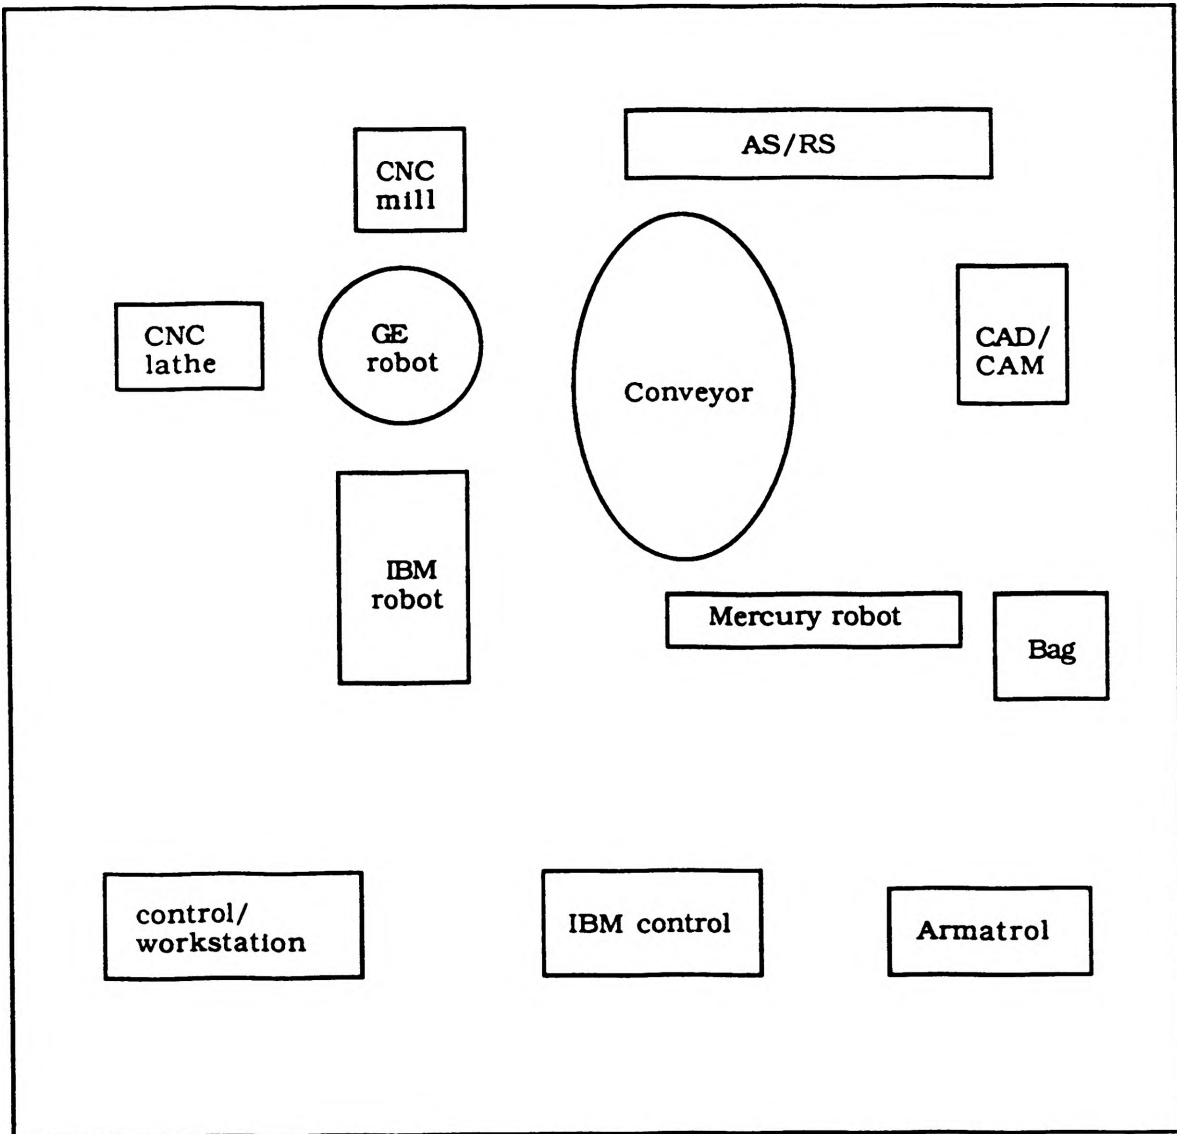 AS/RS
CNC
mill
CNC
lathe
GE
robot
Conveyor
CAD/
CAM
IBM
robot
Mercury robot
Bag
control/
workstation
IBM control
Armatrol